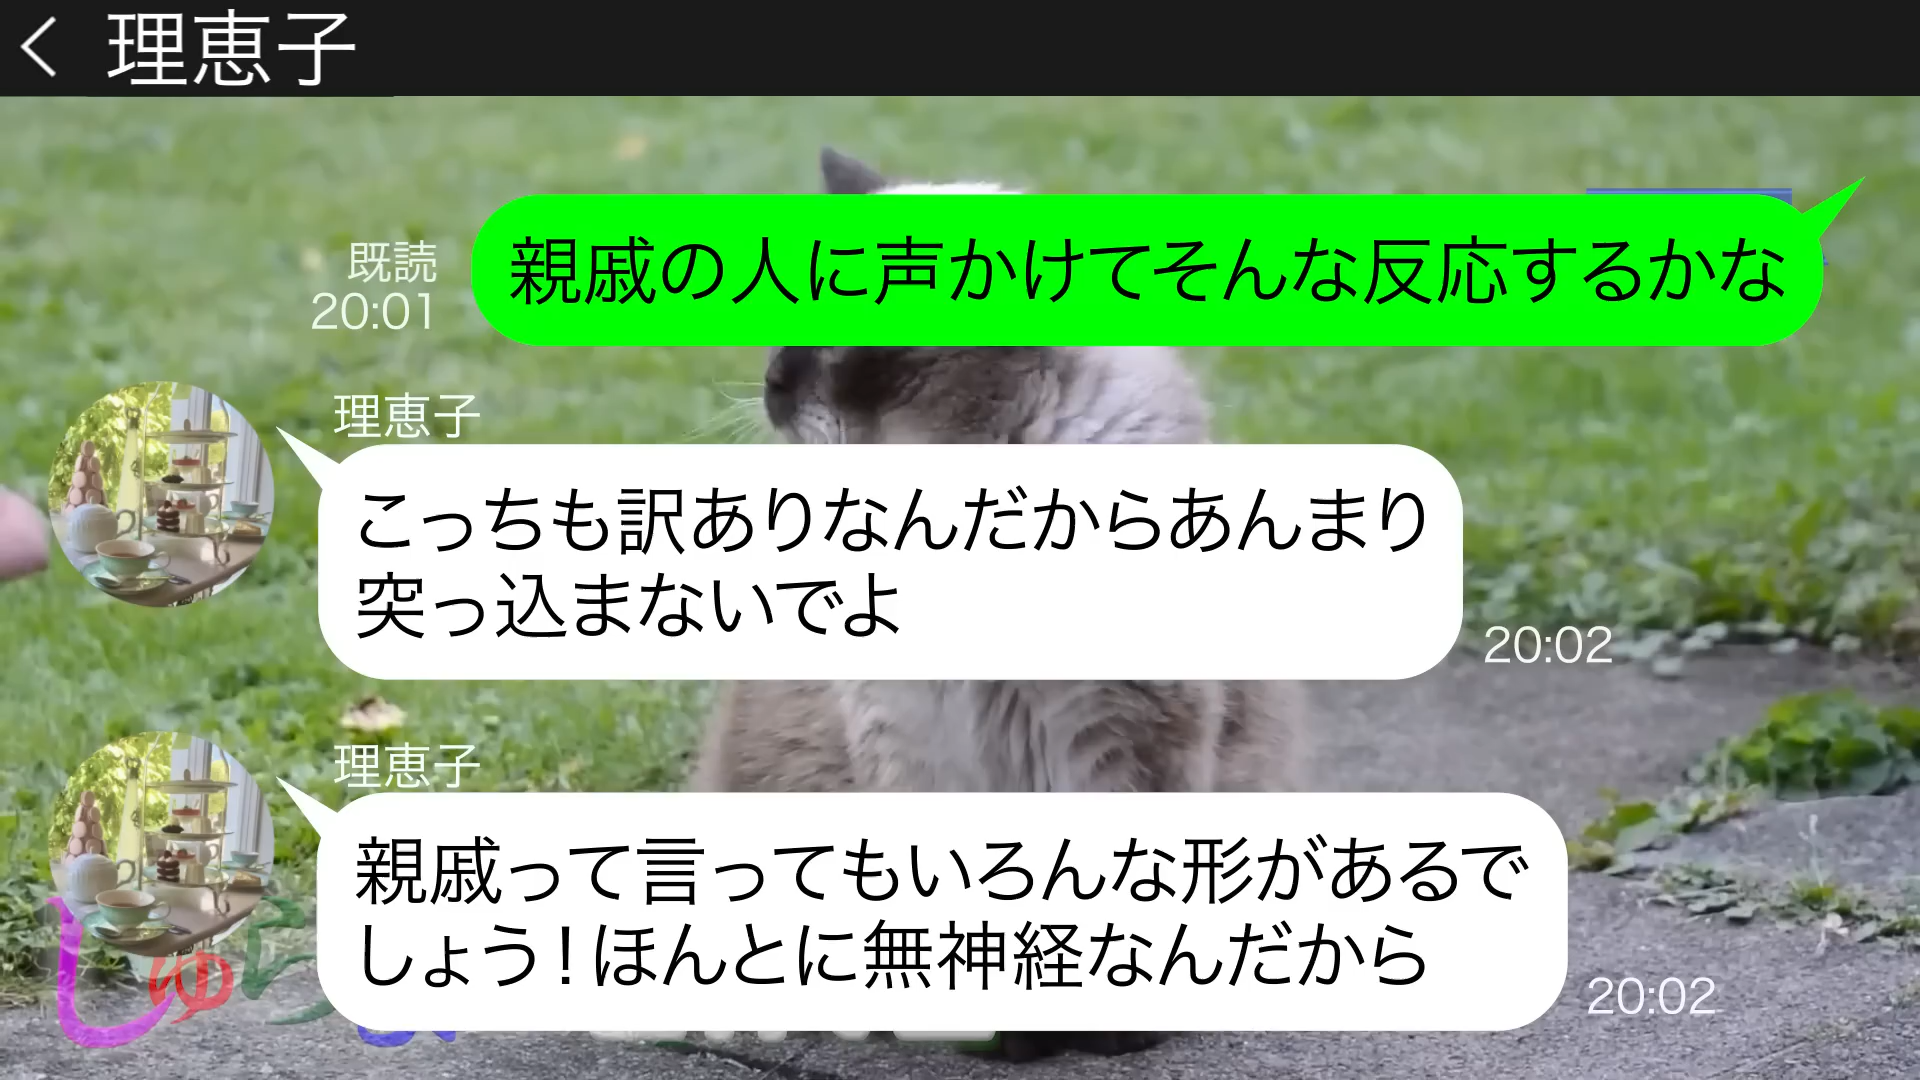 理恵子
親戚の人に声かけてそんな反応するかな
既読
20:01
理恵子
こっちも訳ありなんだからあんまり
突っ込まないでよ
20:02
理恵子
親戚って言ってもいろんな形があるで
しょう！ほんとに無神経なんだから
20:02
しゅら